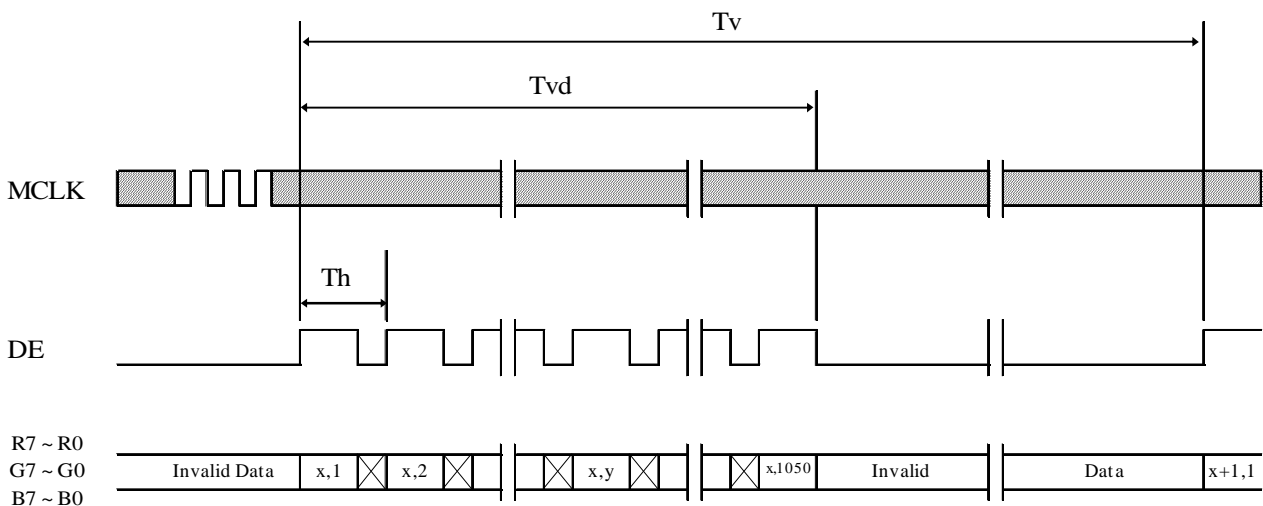 Tv
Tvd
MCLK
Th
DE
R7 ~ R0
G7 ~ G0
B7 ~ B0
Invalid Data x,1 x,2 x,y x,1050 Invalid Data x+1,1